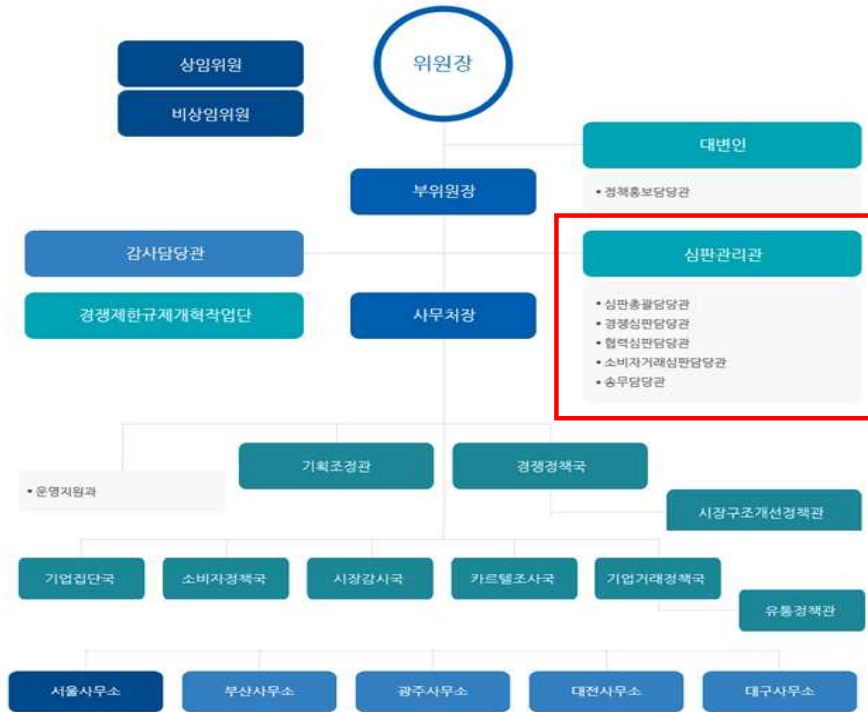 위원장
상임위원
비상임위원
대변인
• 정책홍보담당관
부위원장
감사담당관
심판관리관
• 심판총괄담당관
• 경쟁심판담당관
• 협력심판담당관
• 소비자거래심판담당관
• 송무담당관
경쟁제한규제개혁작업단
사무처장
• 운영지원과
기획조정관
경쟁정책국
시장구조개선정책관
기업집단국
소비자정책국
시장감시국
카르텔조사국
기업거래정책국
유통정책관
서울사무소
부산사무소
광주사무소
대전사무소
대구사무소